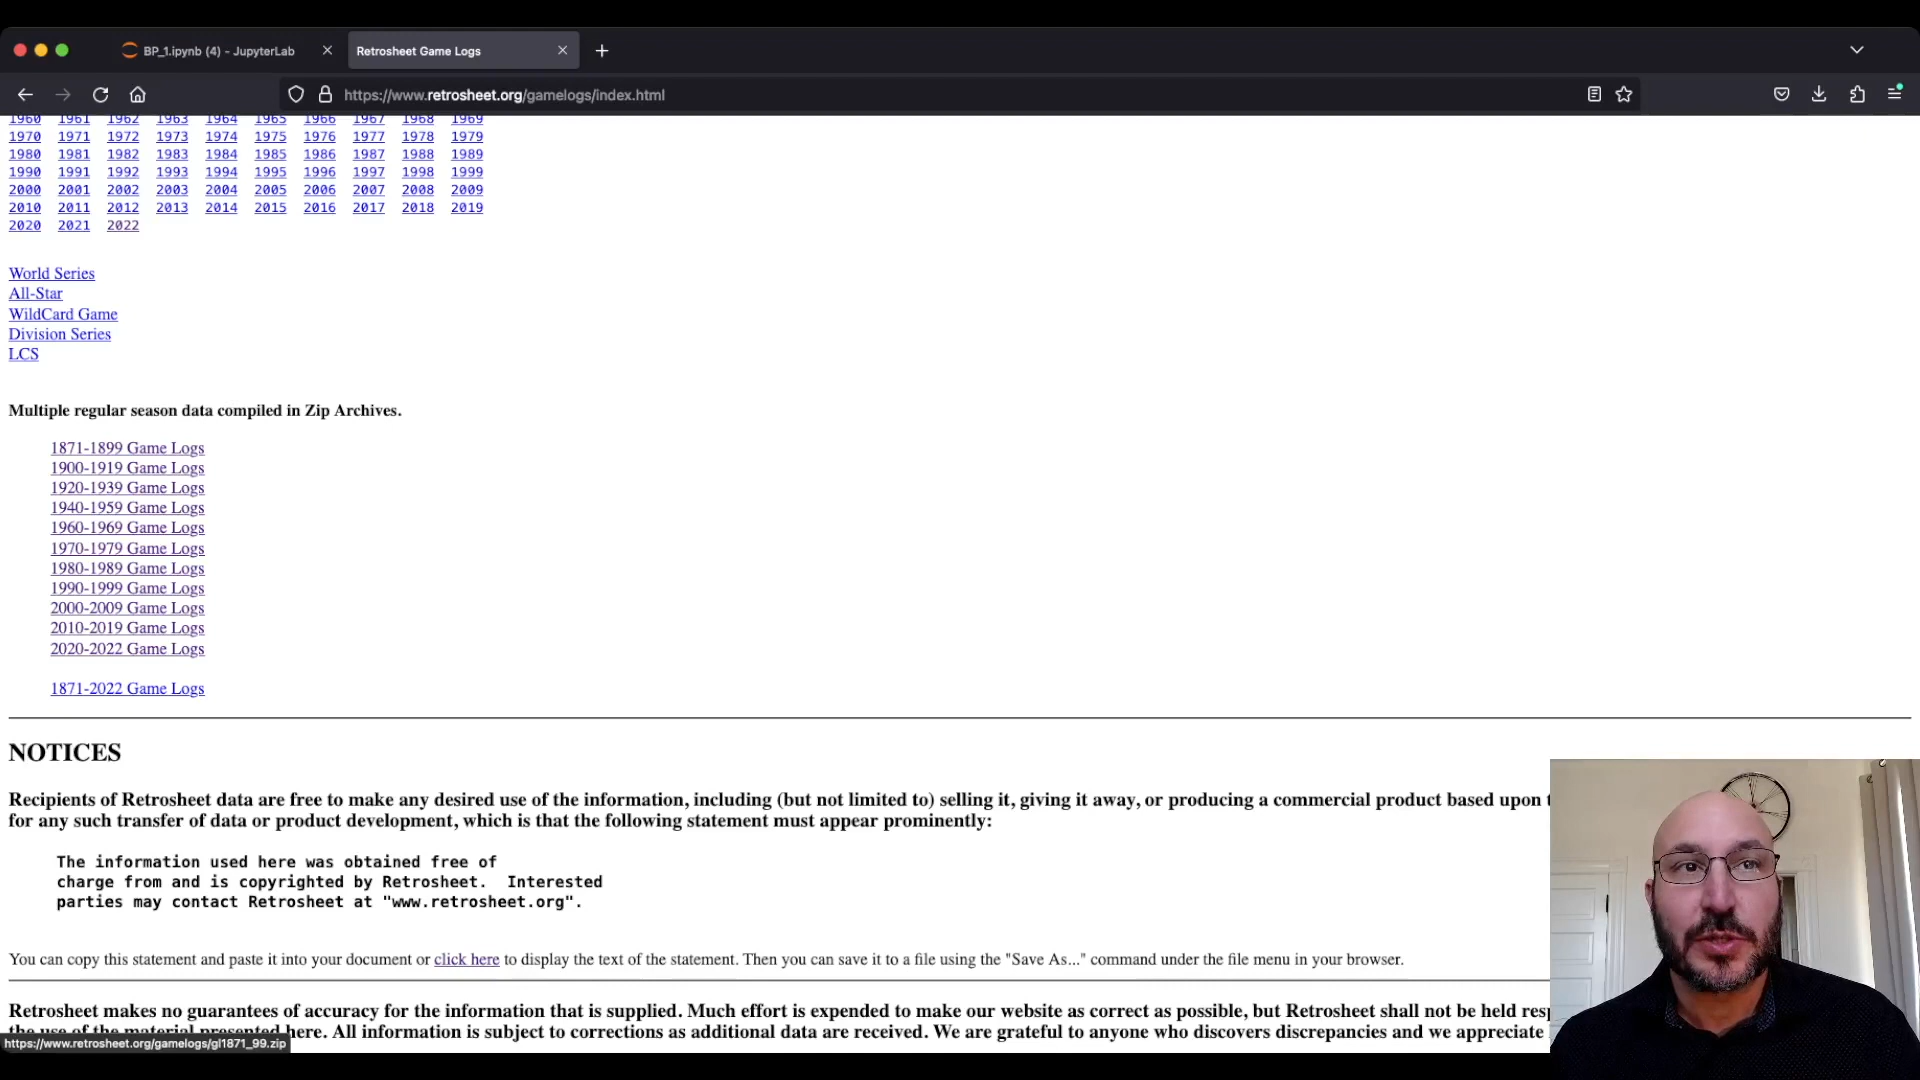 BP_1.ipynb (4) - JupyterLab
Retrosheet Game Logs
https://www.retrosheet.org/gamelogs/index.html
1960 1961 1962 1963 1964 1965 1966 1967 1968 1969
1970 1971 1972 1973 1974 1975 1976 1977 1978 1979
1980 1981 1982 1983 1984 1985 1986 1987 1988 1989
1990 1991 1992 1993 1994 1995 1996 1997 1998 1999
2000 2001 2002 2003 2004 2005 2006 2007 2008 2009
2010 2011 2012 2013 2014 2015 2016 2017 2018 2019
2020 2021 2022
World Series
All-Star
WildCard Game
Division Series
LCS
Multiple regular season data compiled in Zip Archives.
1871-1899 Game Logs
1900-1919 Game Logs
1920-1939 Game Logs
1940-1959 Game Logs
1960-1969 Game Logs
1970-1979 Game Logs
1980-1989 Game Logs
1990-1999 Game Logs
2000-2009 Game Logs
2010-2019 Game Logs
2020-2022 Game Logs
1871-2022 Game Logs
NOTICES
Recipients of Retrosheet data are free to make any desired use of the information, including (but not limited to) selling it, giving it away, or producing a commercial product based upon
for any such transfer of data or product development, which is that the following statement must appear prominently:
The information used here was obtained free of
charge from and is copyrighted by Retrosheet. Interested
parties may contact Retrosheet at "www.retrosheet.org".
You can copy this statement and paste it into your document or click here to display the text of the statement. Then you can save it to a file using the "Save As..." command under the file menu in your browser.
Retrosheet makes no guarantees of accuracy for the information that is supplied. Much effort is expended to make our website as correct as possible, but Retrosheet shall not be held
the use of the material presented here. All information is subject to corrections as additional data are received. We are grateful to anyone who discovers discrepancies and we appreciate
https://www.retrosheet.org/gamelogs/gl1871_99.zip